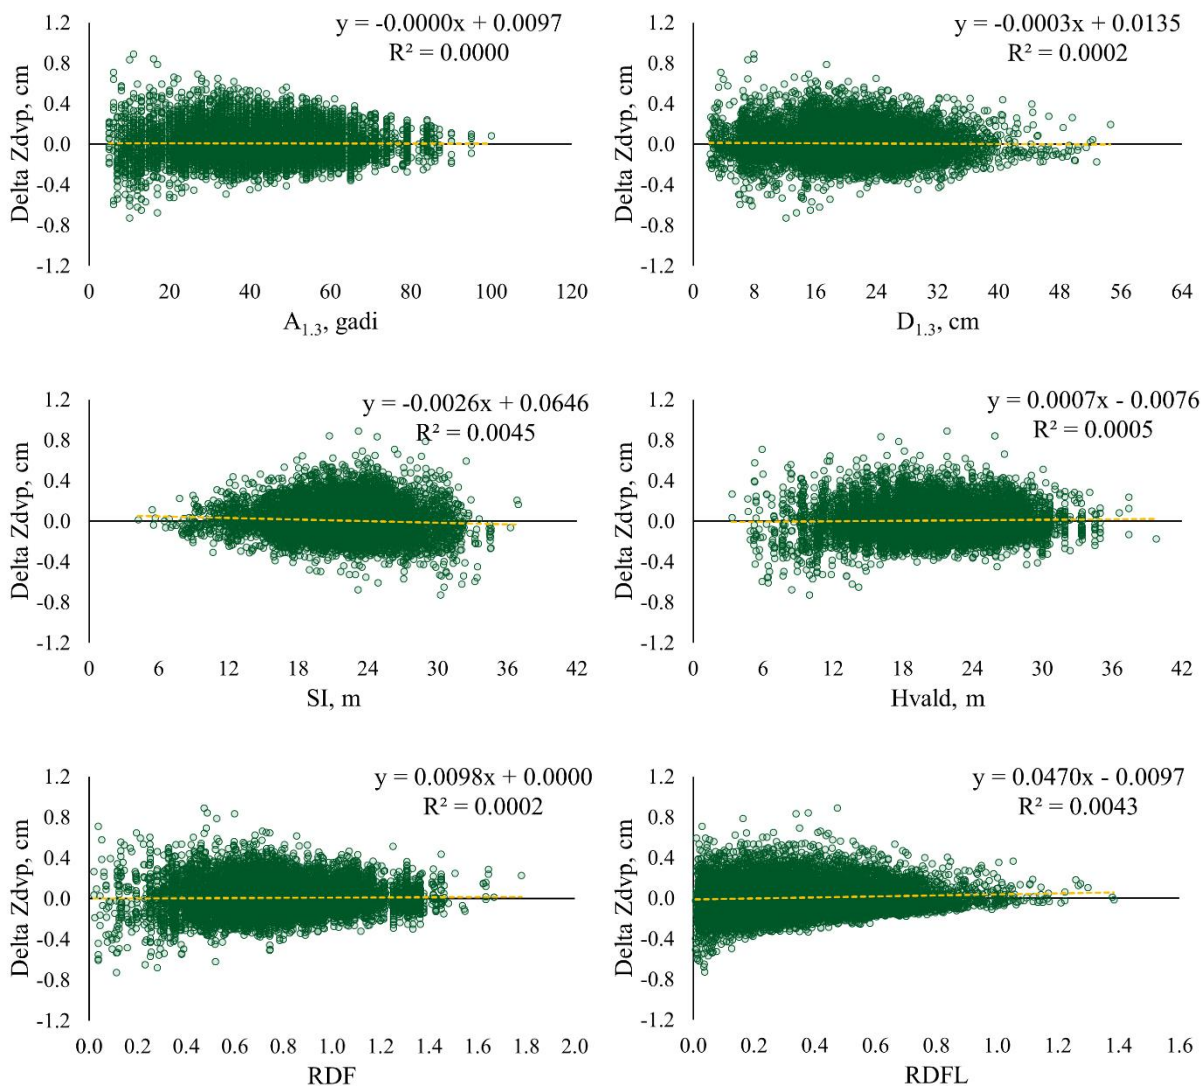 y = -0.0000x + 0.0097
R² = 0.0000
1.2
0.8
0.4
0.0
-0.4
-0.8
-1.2
Delta Zdvp, cm
0 20 40 60 80 100 120
A1.3, gadi
y = -0.0003x + 0.0135
R² = 0.0002
1.2
0.8
0.4
0.0
-0.4
-0.8
-1.2
Delta Zdvp, cm
0 8 16 24 32 40 48 56 64
D1.3, cm
y = -0.0026x + 0.0646
R² = 0.0045
1.2
0.8
0.4
0.0
-0.4
-0.8
-1.2
Delta Zdvp, cm
0 6 12 18 24 30 36 42
SI, m
y = 0.0007x - 0.0076
R² = 0.0005
1.2
0.8
0.4
0.0
-0.4
-0.8
-1.2
Delta Zdvp, cm
0 6 12 18 24 30 36 42
Hvald, m
y = 0.0098x + 0.0000
R² = 0.0002
1.2
0.8
0.4
0.0
-0.4
-0.8
-1.2
Delta Zdvp, cm
0.0 0.2 0.4 0.6 0.8 1.0 1.2 1.4 1.6 1.8 2.0
RDF
y = 0.0470x - 0.0097
R² = 0.0043
1.2
0.8
0.4
0.0
-0.4
-0.8
-1.2
Delta Zdvp, cm
0.0 0.2 0.4 0.6 0.8 1.0 1.2 1.4 1.6
RDFL